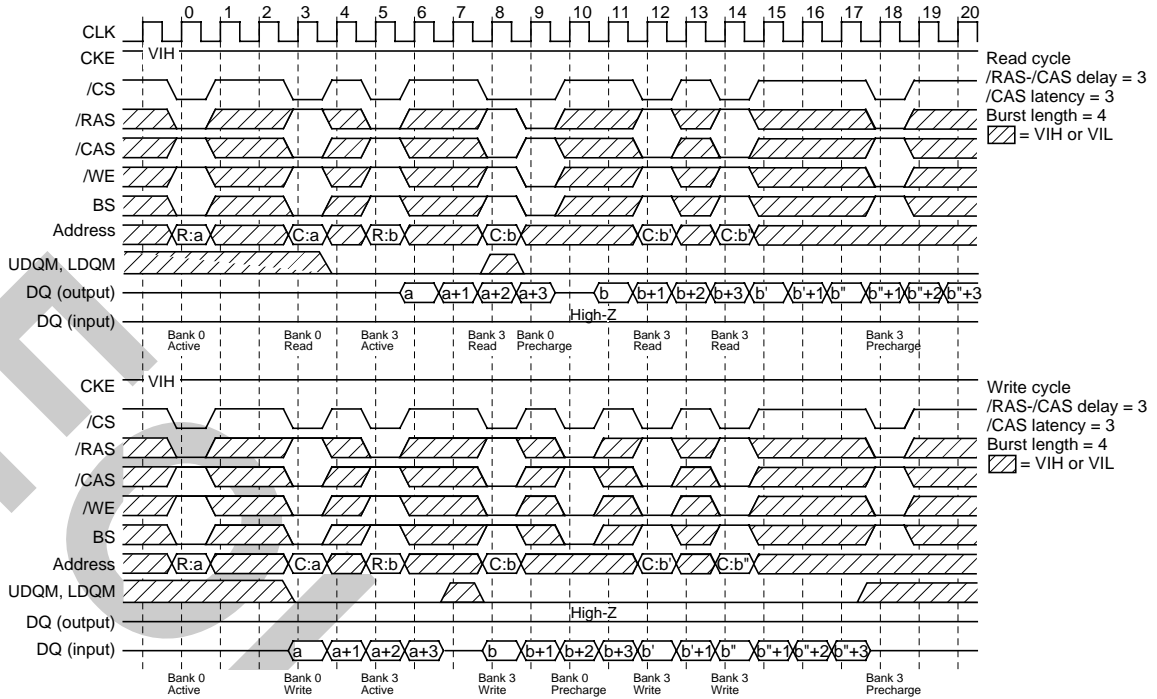 0 1 2 3 4 5 6 7 8 9 10 11 12 13 14 15 16 17 18 19 20
CLK
CKE VIH
/CS
/RAS
/CAS
/WE
BS
Address R:a C:a R:b C:b C:b' C:b"
UDQM, LDQM
DQ (output) a a+1 a+2 a+3 b b+1 b+2 b+3 b' b'+1 b" b"+1 b"+2 b"+3
High-Z
DQ (input)
Bank 0 Active
Bank 0 Read
Bank 3 Active
Bank 3 Read
Bank 0 Precharge
Bank 3 Read
Bank 3 Read
Bank 3 Precharge
Read cycle
/RAS-/CAS delay = 3
/CAS latency = 3
Burst length = 4
= VIH or VIL
CKE VIH
/CS
/RAS
/CAS
/WE
BS
Address R:a C:a R:b C:b C:b' C:b"
UDQM, LDQM
High-Z
DQ (output)
DQ (input) a a+1 a+2 a+3 b b+1 b+2 b+3 b' b'+1 b" b"+1 b"+2 b"+3
Bank 0 Active
Bank 0 Write
Bank 3 Active
Bank 3 Write
Bank 0 Precharge
Bank 3 Write
Bank 3 Write
Bank 3 Precharge
Write cycle
/RAS-/CAS delay = 3
/CAS latency = 3
Burst length = 4
= VIH or VIL